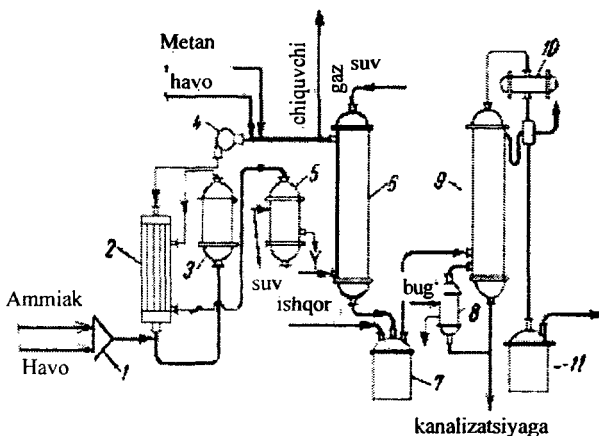 Metan
havo
chiquvchi
gaz
suv
10
4
5
6
9
2
3
suv
Ammiak
ishqor
bug'
8
Havo
1
7
11
kanalizatsiyaga